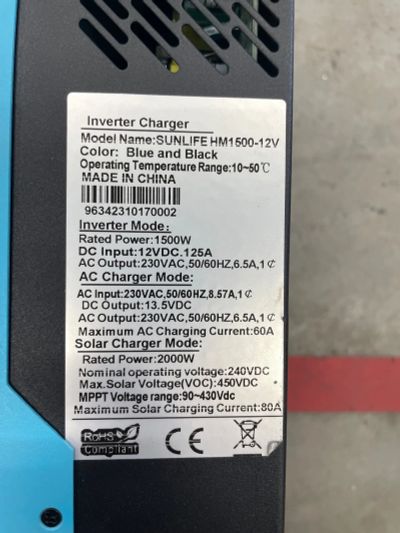 Inverter Charger
Model Name:SUNLIFE HM1500-12V
Color: Blue and Black
Operating Temperature Range:10~50℃
MADE IN CHINA
96342310170002
Inverter Mode:
Rated Power:1500W
DC Input:12VDC.125A
AC Output:230VAC,50/60HZ,6.5A,1¢
AC Charger Mode:
AC Input:230VAC,50/60HZ,8.57A,1¢
DC Output:13.5VDC
AC Output:230VAC,50/60HZ,6.5A,1¢
Maximum AC Charging Current:60A
Solar Charger Mode:
Rated Power:2000W
Nominal operating voltage:240VDC
Max.Solar Voltage(VOC):450VDC
MPPT Voltage range:90~430Vdc
Maximum Solar Charging Current:80A
RoHS
Compliant
CE